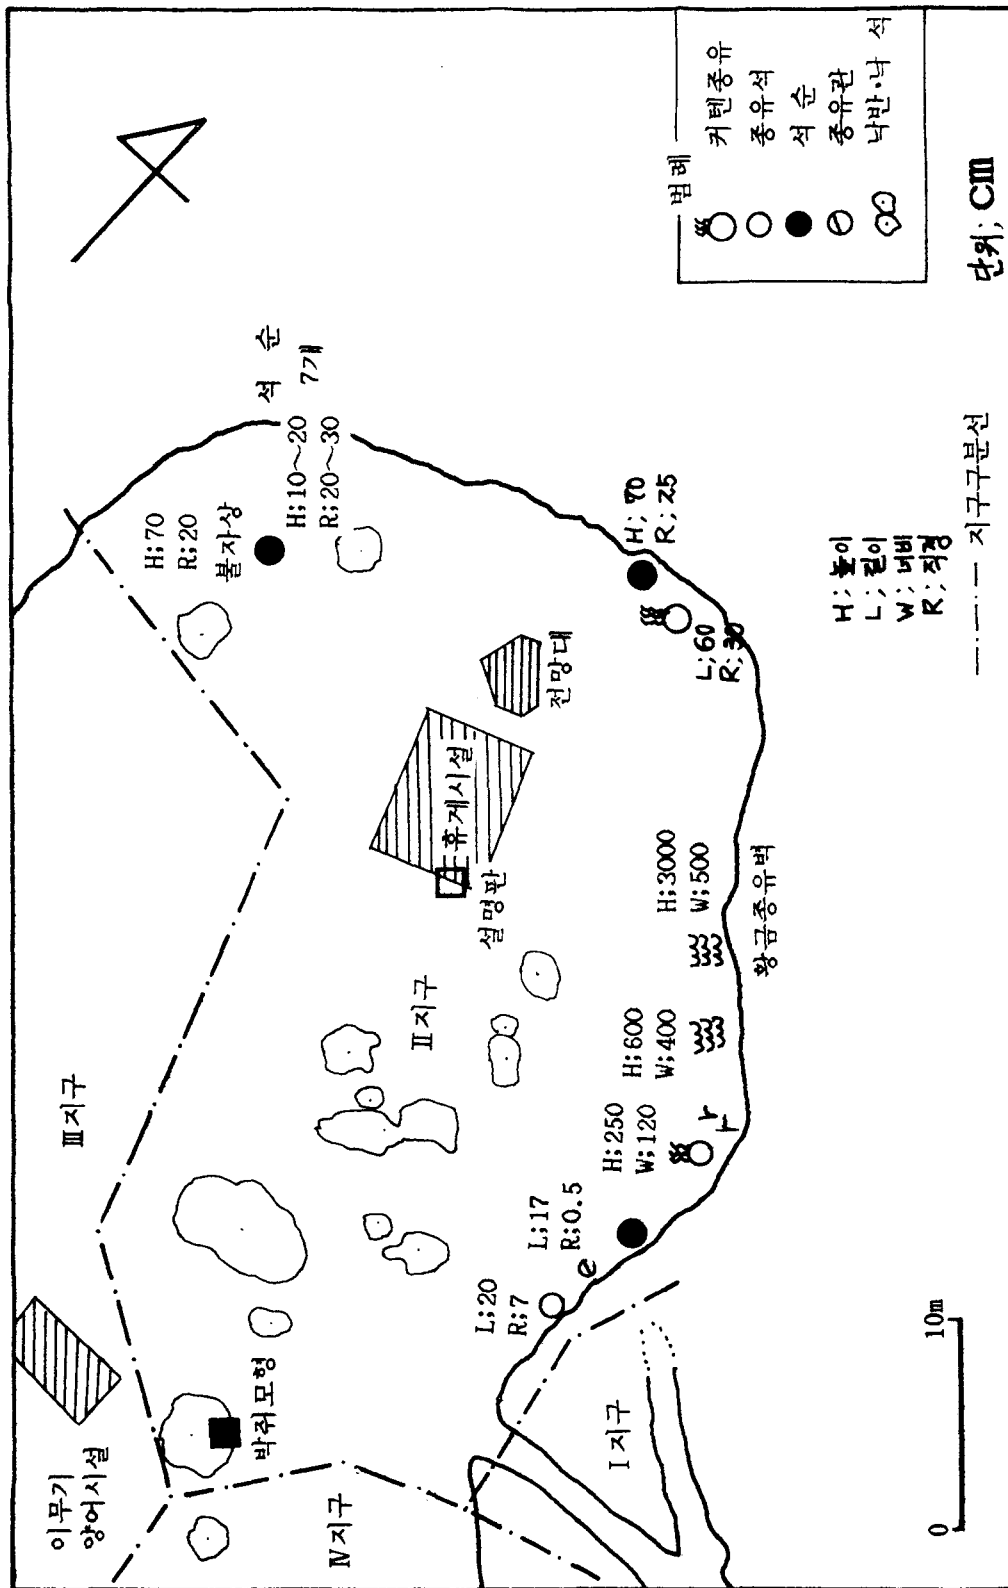 이무기
양어시설
Ⅲ지구
Ⅳ지구
박쥐모형
Ⅰ지구
Ⅱ지구
L;20
R;7
L;17
R;0.5
H;250
W;120
H;600
W;400
H;3000
W;500
황금종유벽
설명판
휴게시설
전망대
H;70
R;20
불자상
석 순
7개
H;10~20
R;20~30
H;70
R;25
L;60
R;30
범례
커텐종유
종유석
석 순
종유관
낙반·낙석
단위; cm
H; 높이
L; 길이
W; 너비
R; 직경
지구구분선
0 10m